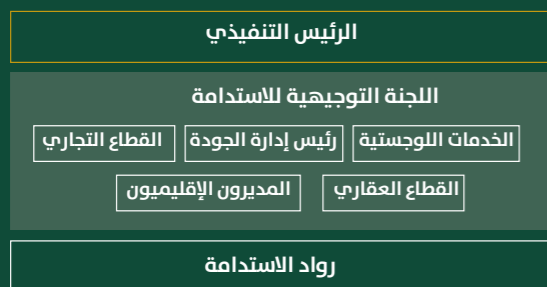 الرئيس التنفيذي
اللجنة التوجيهية للاستدامة
الخدمات اللوجستية
رئيس إدارة الجودة
القطاع التجاري
القطاع العقاري
المديرون الإقليميون
رواد الاستدامة